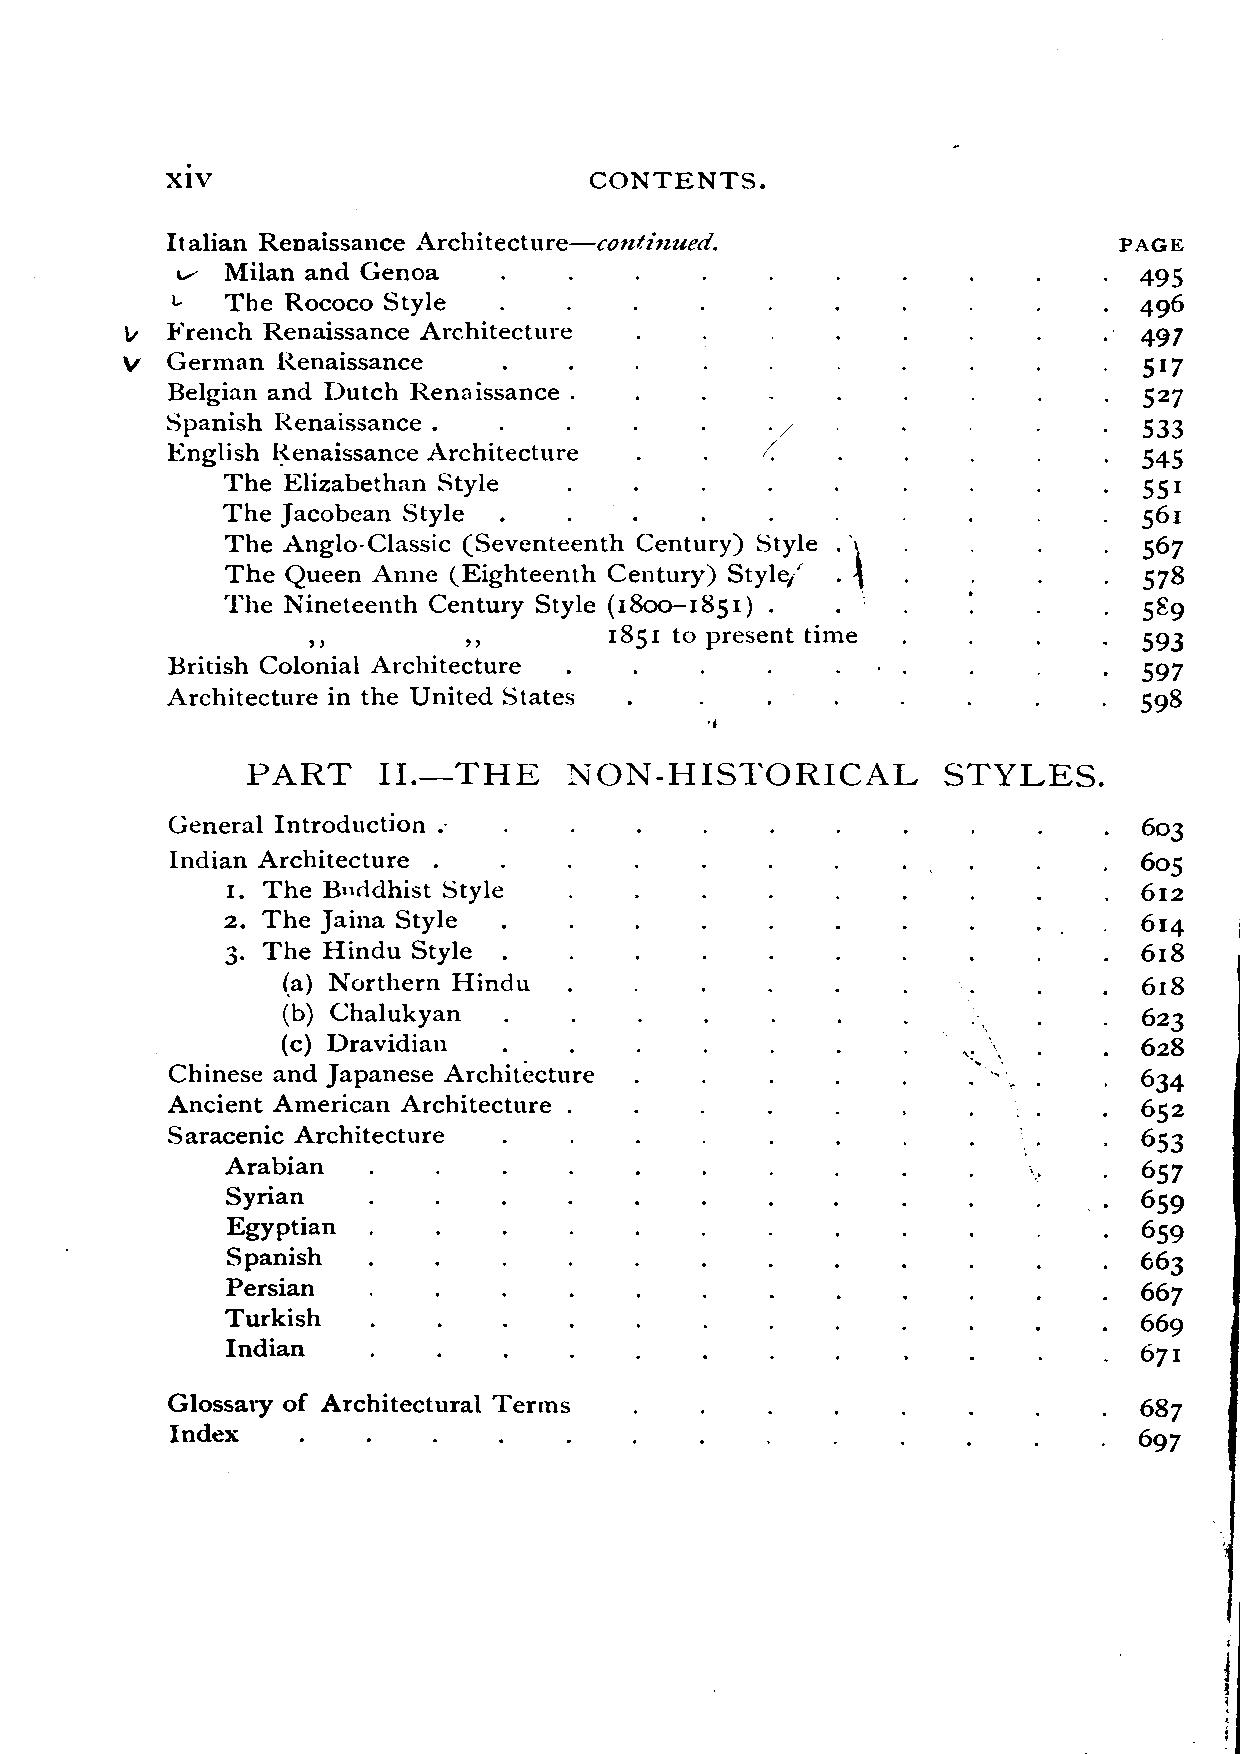 xiv CONTENTS.
Italian Renaissance Architecture—continued. PAGE
Milan and Genoa . . . . . . . . . . 495
The Rococo Style . . . . . . . . . . 496
French Renaissance Architecture . . . . . . . . 497
German Renaissance . . . . . . . . . . 517
Belgian and Dutch Renaissance . . . . . . . . . 527
Spanish Renaissance . . . . . . . . . . . 533
English Renaissance Architecture . . . . . . . . 545
The Elizabethan Style . . . . . . . . . 551
The Jacobean Style . . . . . . . . . . 561
The Anglo-Classic (Seventeenth Century) Style . . . . . 567
The Queen Anne (Eighteenth Century) Style . . . . . 578
The Nineteenth Century Style (1800–1851) . . . . . . 589
,, ,, 1851 to present time . . . . 593
British Colonial Architecture . . . . . . . . . 597
Architecture in the United States . . . . . . . . 598
PART II.—THE NON-HISTORICAL STYLES.
General Introduction . . . . . . . . . . . 603
Indian Architecture . . . . . . . . . . . 605
1. The Buddhist Style . . . . . . . . . 612
2. The Jaina Style . . . . . . . . . . 614
3. The Hindu Style . . . . . . . . . . 618
(a) Northern Hindu . . . . . . . . . 618
(b) Chalukyan . . . . . . . . . . 623
(c) Dravidian . . . . . . . . . . 628
Chinese and Japanese Architecture . . . . . . . . 634
Ancient American Architecture . . . . . . . . . 652
Saracenic Architecture . . . . . . . . . . 653
Arabian . . . . . . . . . . . . 657
Syrian . . . . . . . . . . . . 659
Egyptian . . . . . . . . . . . . 659
Spanish . . . . . . . . . . . . 663
Persian . . . . . . . . . . . . 667
Turkish . . . . . . . . . . . . 669
Indian . . . . . . . . . . . . 671
Glossary of Architectural Terms . . . . . . . . 687
Index . . . . . . . . . . . . . 697